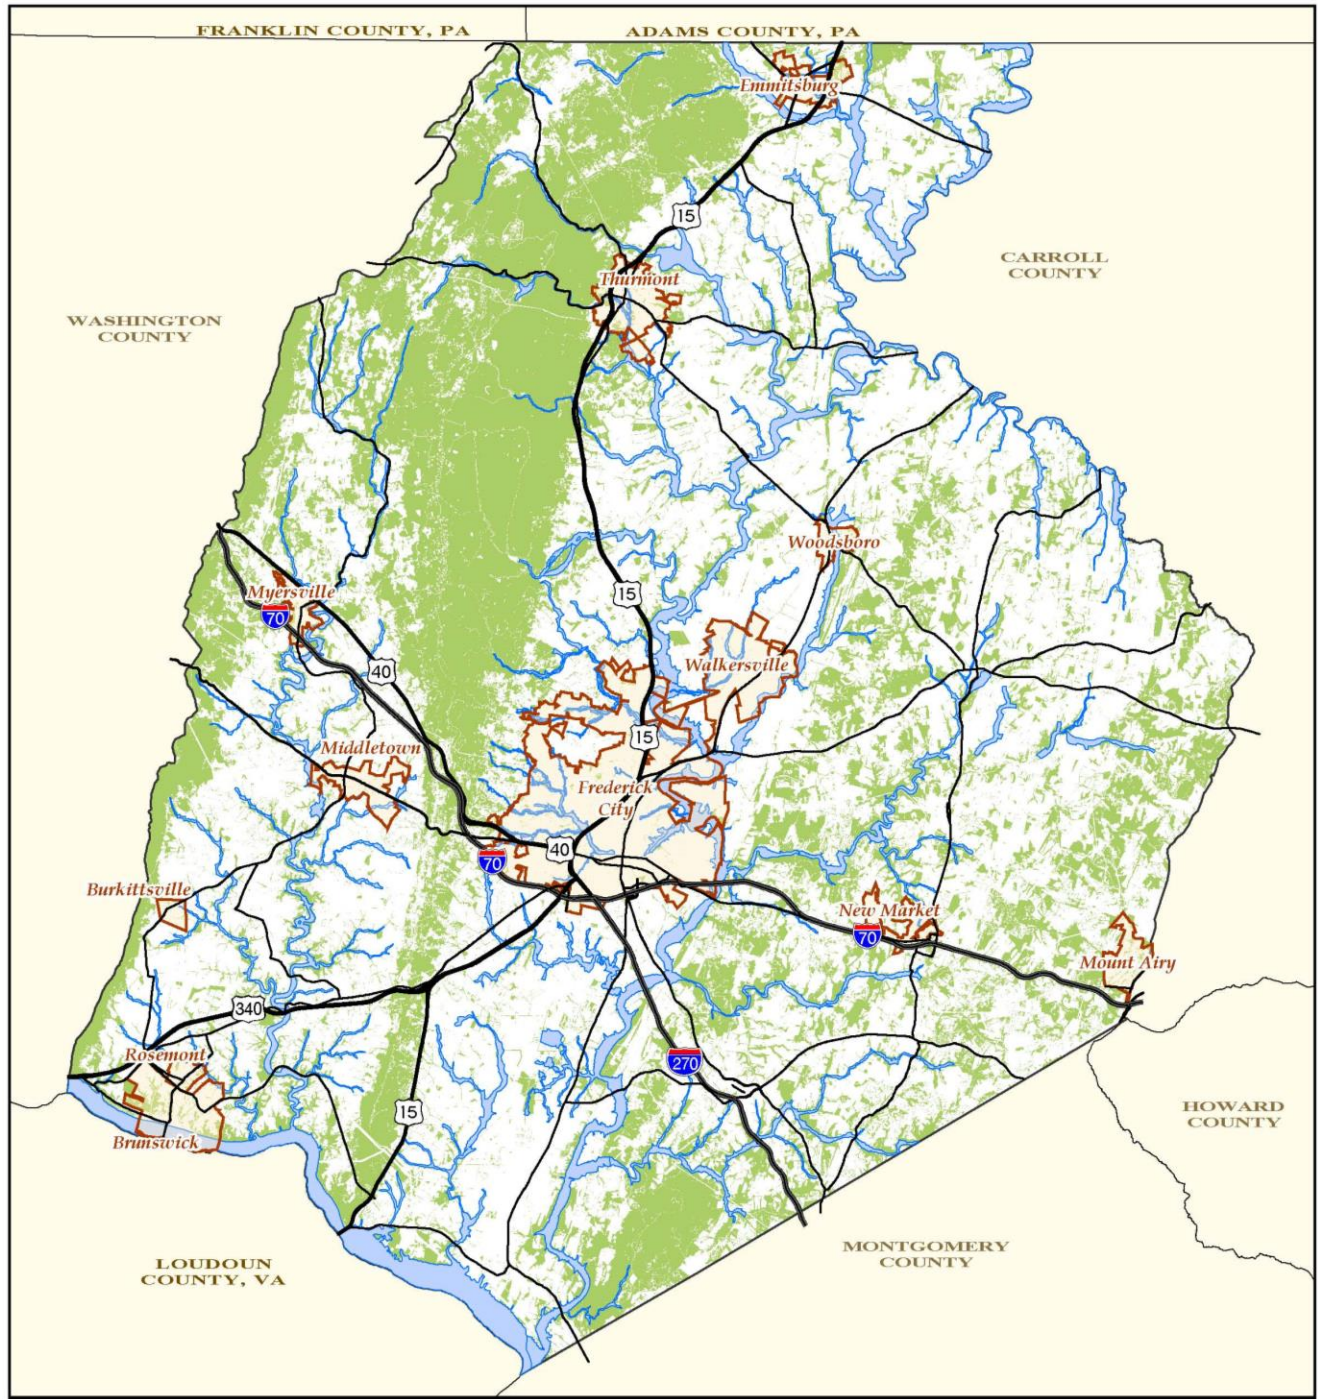 FRANKLIN COUNTY, PA
ADAMS COUNTY, PA
Emmitsburg
15
CARROLL
COUNTY
Thurmont
WASHINGTON
COUNTY
Woodsboro
15
Myersville
70
Walkersville
40
15
Middletown
Frederick
City
40
70
Burkittsville
New Market
70
Mount Airy
340
Rosemont
270
15
HOWARD
COUNTY
Brunswick
MONTGOMERY
COUNTY
LOUDOUN
COUNTY, VA